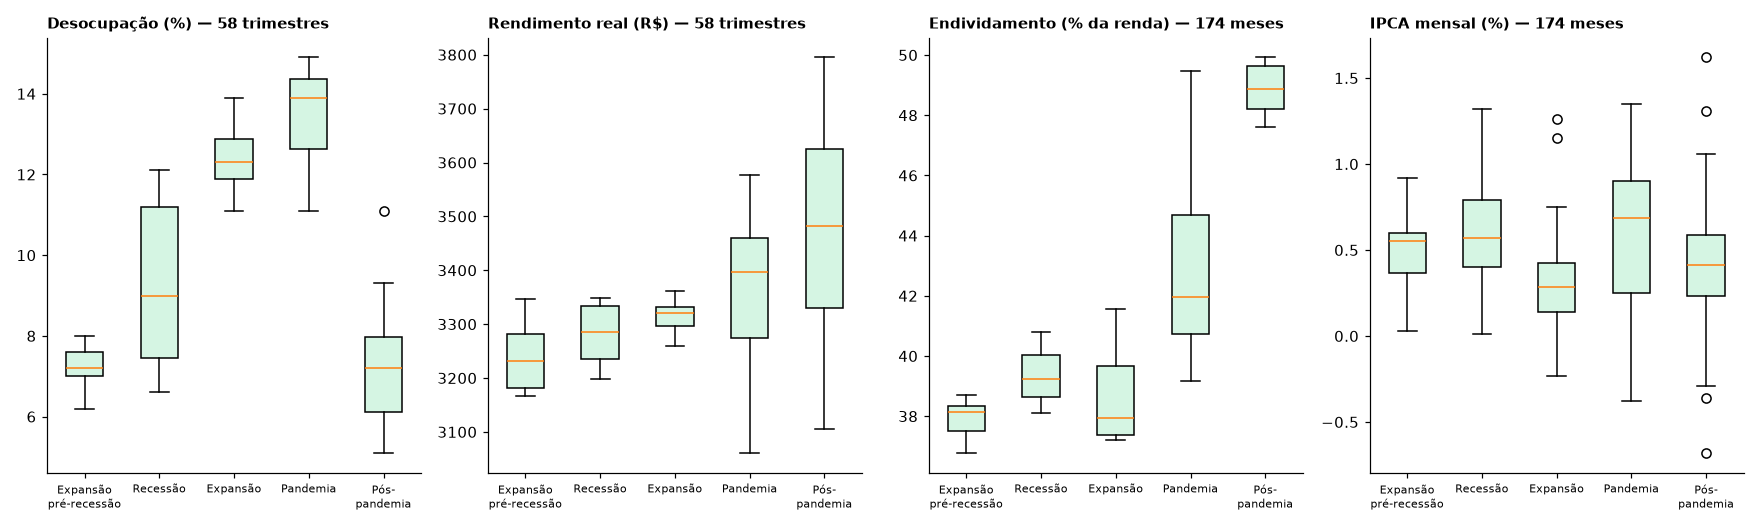 Desocupação (%) — 58 trimestres
14
12
10
8
6
Expansão
pré-recessão
Recessão
Expansão
Pandemia
Pós-
pandemia
Rendimento real (R$) — 58 trimestres
3800
3700
3600
3500
3400
3300
3200
3100
Expansão
pré-recessão
Recessão
Expansão
Pandemia
Pós-
pandemia
Endividamento (% da renda) — 174 meses
50
48
46
44
42
40
38
Expansão
pré-recessão
Recessão
Expansão
Pandemia
Pós-
pandemia
IPCA mensal (%) — 174 meses
1.5
1.0
0.5
0.0
−0.5
Expansão
pré-recessão
Recessão
Expansão
Pandemia
Pós-
pandemia